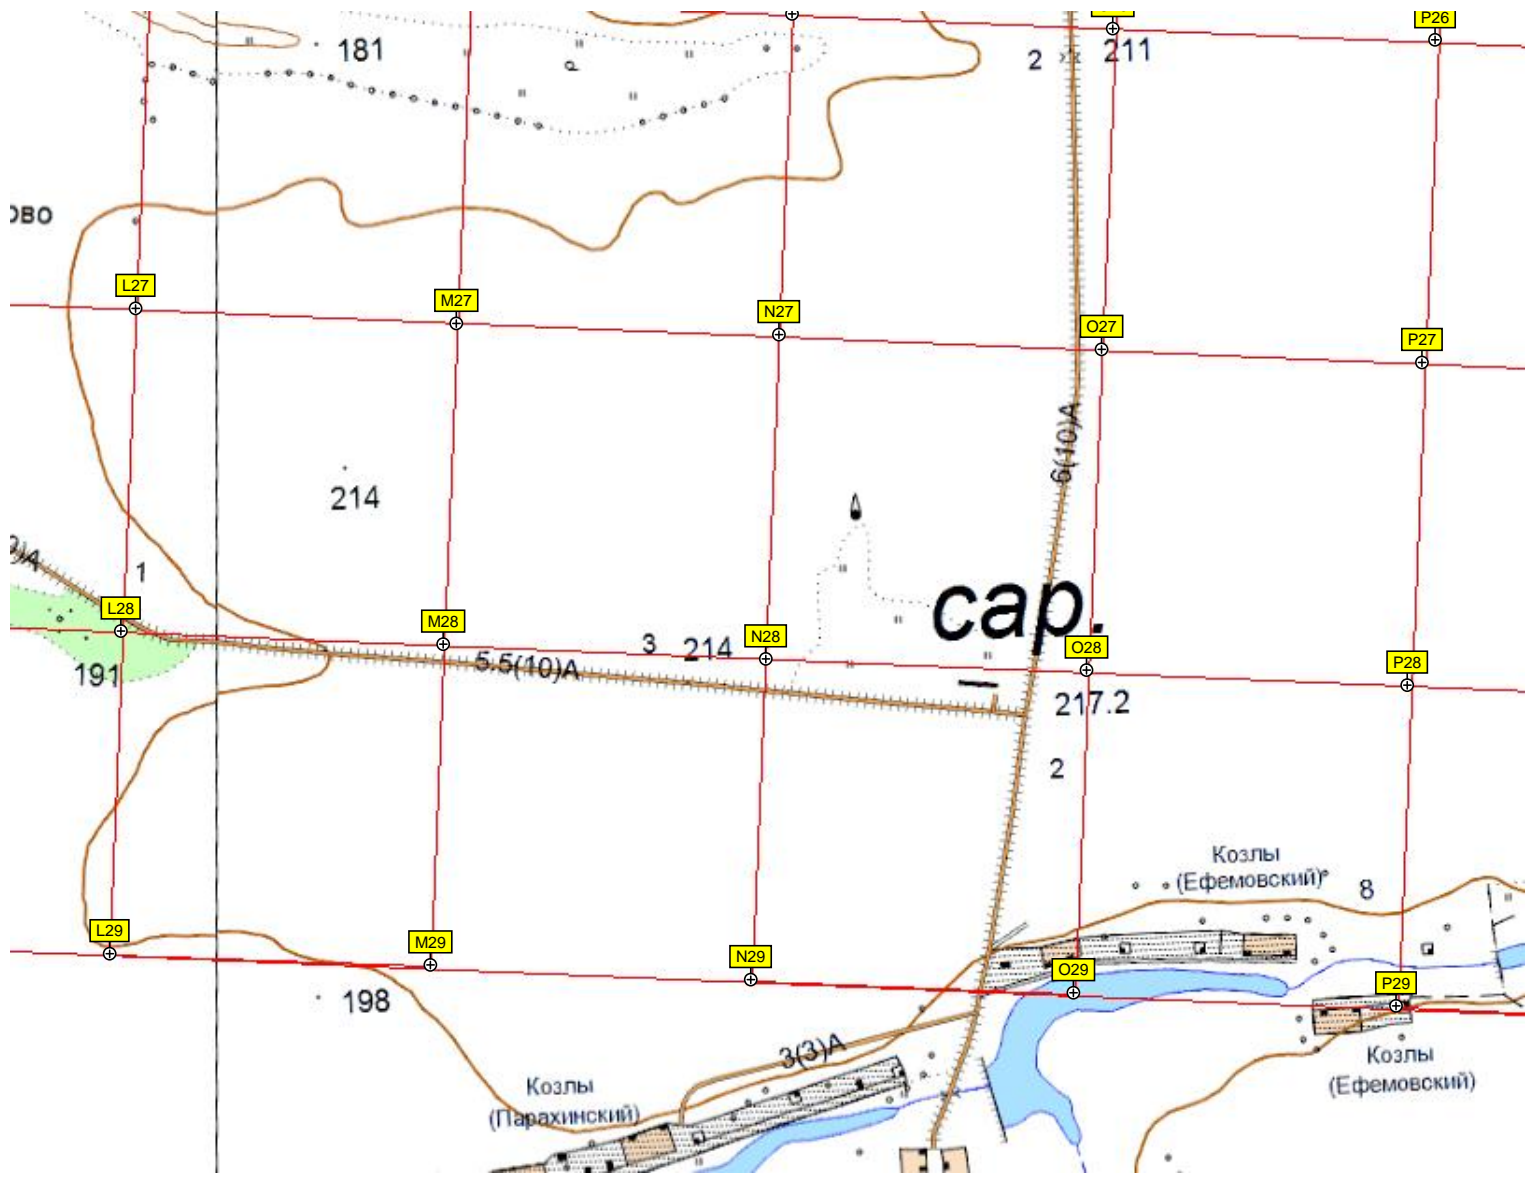 P26
181
2
211
ово
L27
M27
N27
O27
P27
6(10)А
214
1
сар.
L28
M28
3
214
N28
O28
P28
191
5.5(10)А
217.2
2
Козлы
(Ефемовский)
8
L29
M29
N29
O29
P29
198
3(3)А
Козлы
(Парахинский)
Козлы
(Ефемовский)